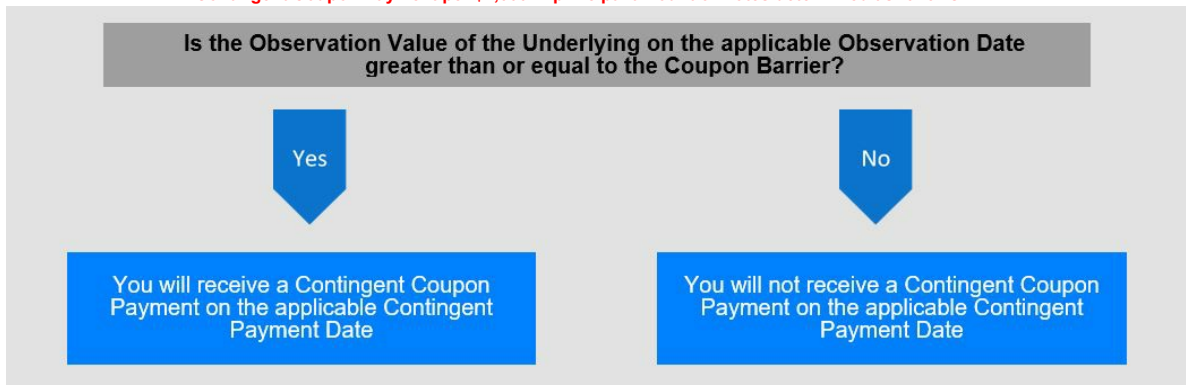 Is the Observation Value of the Underlying on the applicable Observation Date
greater than or equal to the Coupon Barrier?
Yes
No
You will receive a Contingent Coupon
Payment on the applicable Contingent
Payment Date
You will not receive a Contingent Coupon
Payment on the applicable Contingent
Payment Date